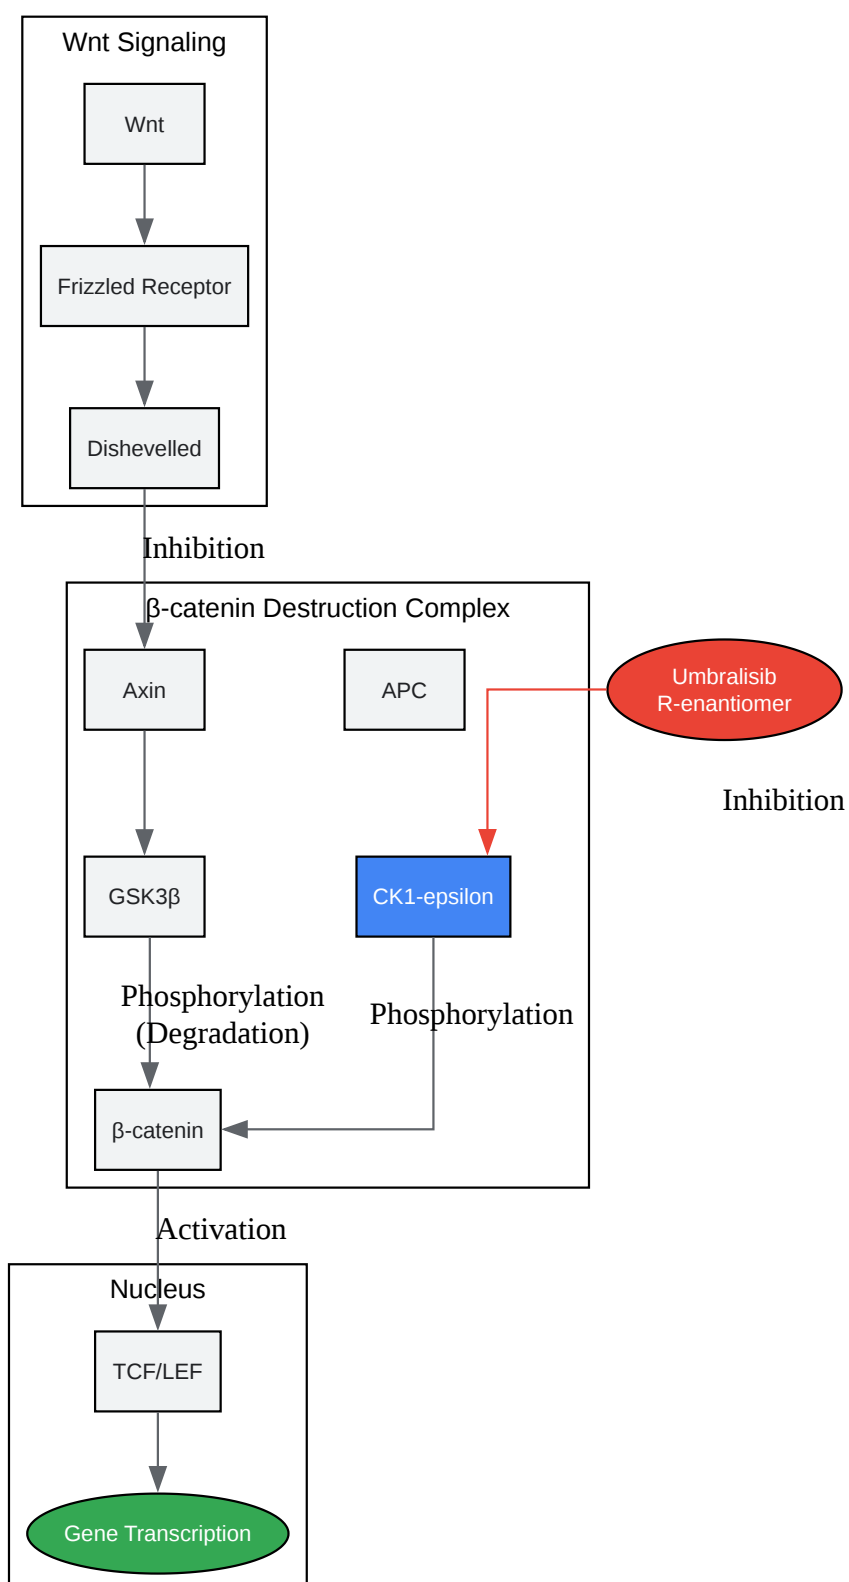 Wnt Signaling
Wnt
Frizzled Receptor
Dishevelled
Inhibition
β-catenin Destruction Complex
Axin
APC
Umbralisib
R-enantiomer
Inhibition
GSK3β
CK1-epsilon
Phosphorylation
(Degradation)
Phosphorylation
β-catenin
Activation
Nucleus
TCF/LEF
Gene Transcription